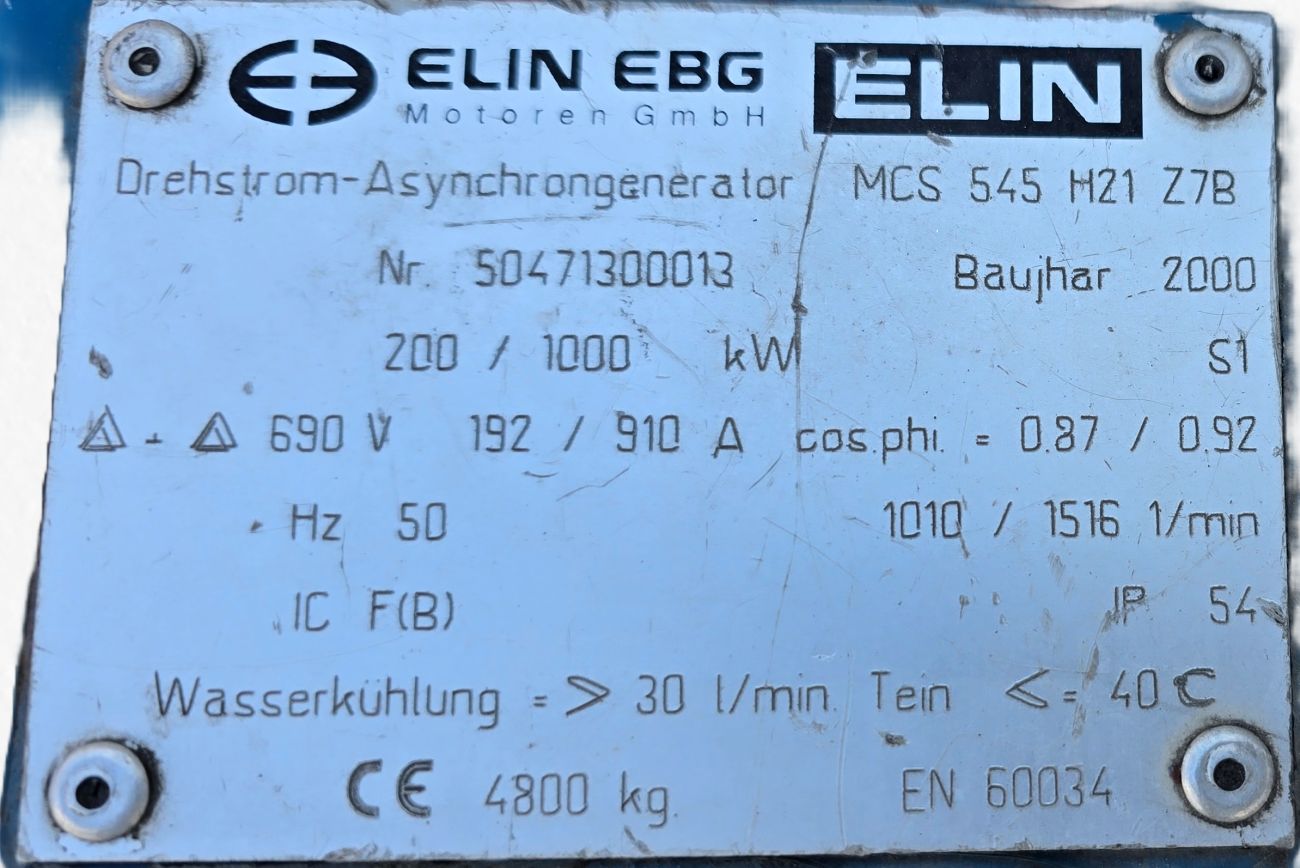 ELIN EBG
Motoren GmbH
ELIN
Drehstrom-Asynchrongenerator MCS 545 H21 Z7B
Nr. 50471300013 Baujhar 2000
200 / 1000 kW S1
△ - △ 690 V 192 / 910 A cos.phi. = 0.87 / 0.92
Hz 50 1010 / 1516 1/min
IC F(B) IP 54
Wasserkühlung => 30 l/min. Tein <= 40 C
CE 4800 kg. EN 60034